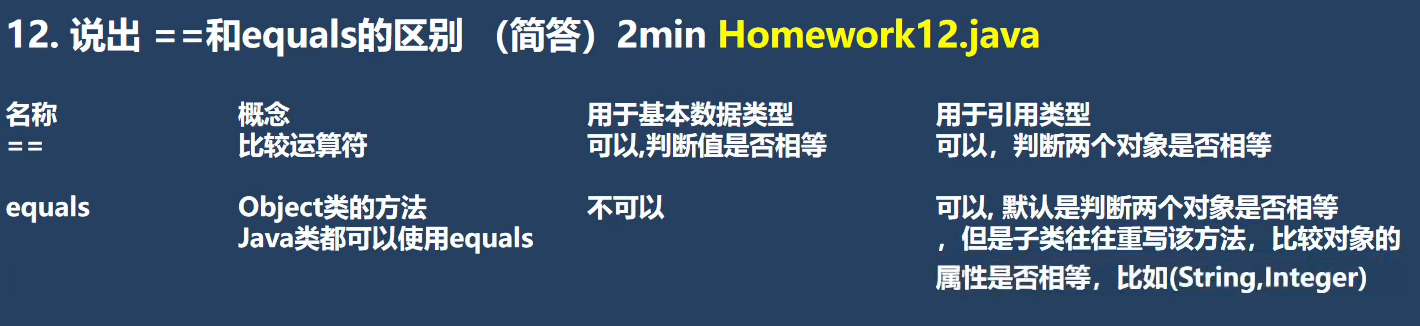 12. 说出 ==和equals的区别 （简答）2min Homework12.java
名称 概念 用于基本数据类型 用于引用类型
== 比较运算符 可以,判断值是否相等 可以，判断两个对象是否相等
equals Object类的方法 不可以 可以, 默认是判断两个对象是否相等
Java类都可以使用equals ，但是子类往往重写该方法，比较对象的
属性是否相等，比如(String,Integer)